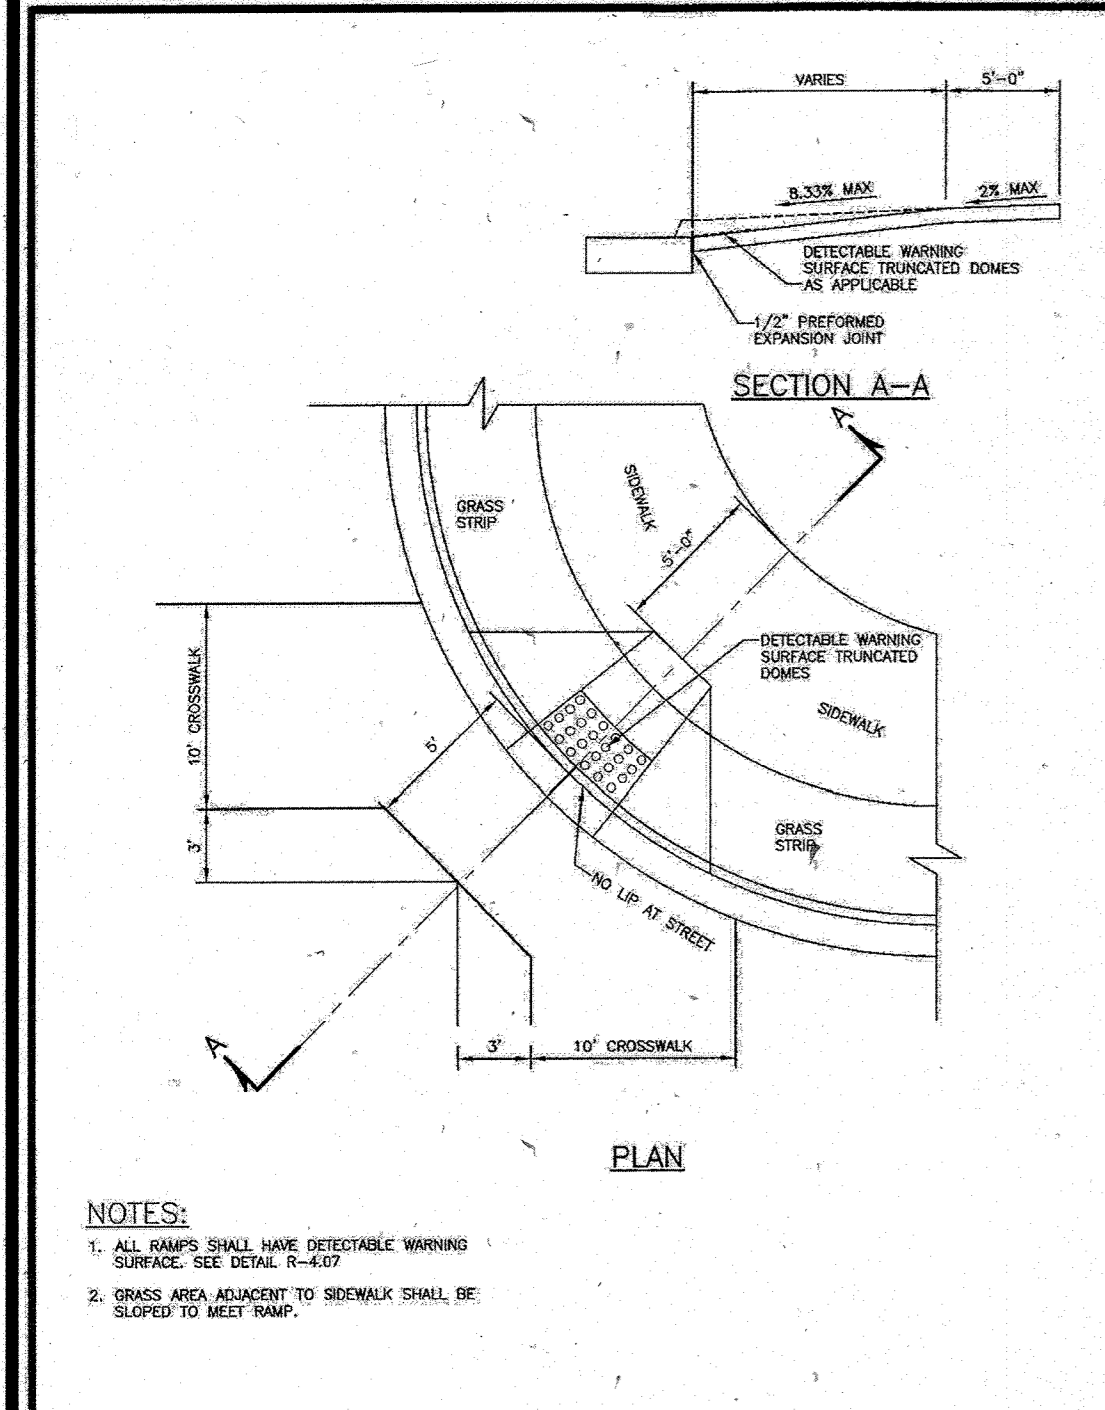 VARIES
5'-0"
8.33% MAX
2% MAX
DETECTABLE WARNING
SURFACE TRUNCATED DOMES
AS APPLICABLE
1/2" PREFORMED
EXPANSION JOINT
SECTION A-A
A
GRASS
STRIP
SIDEWALK
5'-0"
DETECTABLE WARNING
SURFACE TRUNCATED
DOMES
10' CROSSWALK
SIDEWALK
5'
3'
GRASS
STRIP
NO LIP AT STREET
A
3'
10' CROSSWALK
PLAN
NOTES:
1. ALL RAMPS SHALL HAVE DETECTABLE WARNING
SURFACE. SEE DETAIL R-4.07
2. GRASS AREA ADJACENT TO SIDEWALK SHALL BE
SLOPED TO MEET RAMP.